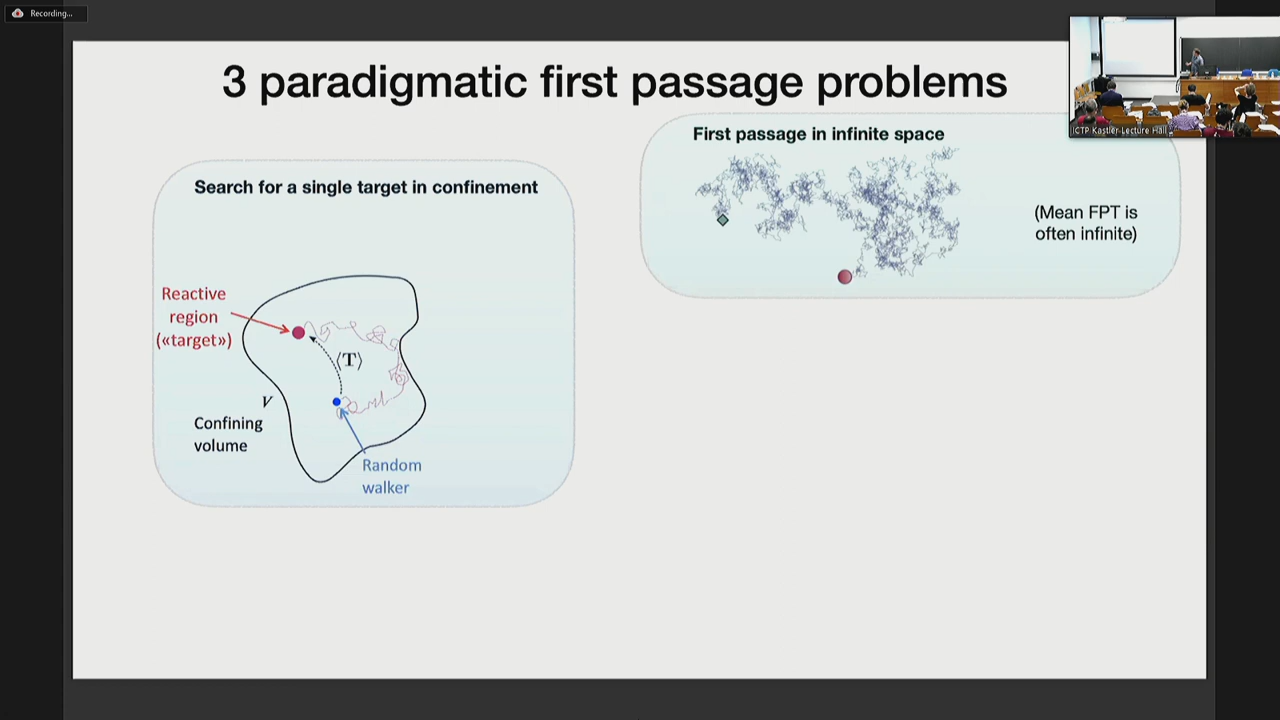 Recording...
3 paradigmatic first passage problems
ICTP Kastler Lecture Hall
First passage in infinite space
(Mean FPT is
often infinite)
Search for a single target in confinement
Reactive
region
(«target»)
⟨T⟩
V
Confining
volume
Random
walker